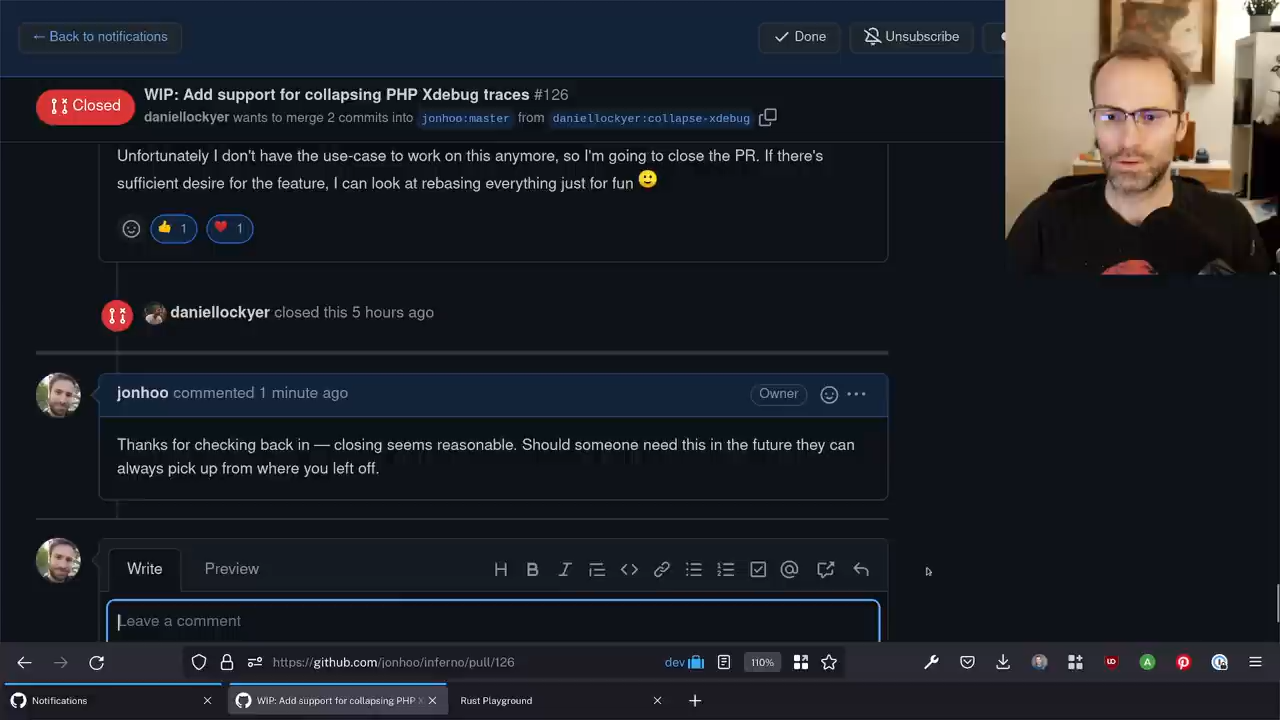 ← Back to notifications
Done
Unsubscribe
Closed
WIP: Add support for collapsing PHP Xdebug traces #126
daniellockyer wants to merge 2 commits into jonhoo:master from daniellockyer:collapse-xdebug
Unfortunately I don't have the use-case to work on this anymore, so I'm going to close the PR. If there's
sufficient desire for the feature, I can look at rebasing everything just for fun 🙂
👍 1
❤️ 1
daniellockyer closed this 5 hours ago
jonhoo commented 1 minute ago
Owner
Thanks for checking back in — closing seems reasonable. Should someone need this in the future they can
always pick up from where you left off.
Write
Preview
Leave a comment
https://github.com/jonhoo/inferno/pull/126
dev
110%
Notifications
WIP: Add support for collapsing PHP X
Rust Playground